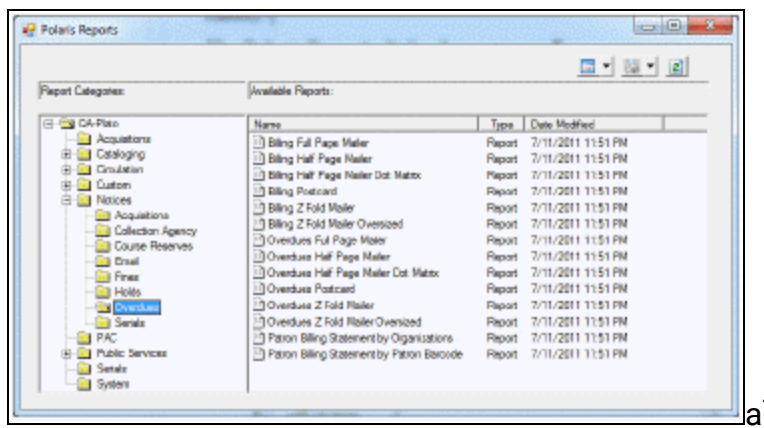 Polaris Reports
Report Categories:
Available Reports:
QA-Plato
Acquisitions
Cataloging
Circulation
Custom
Notices
Acquisitions
Collection Agency
Course Reserves
Email
Fines
Holds
Overdues
Serials
PAC
Public Services
Serials
System
Name Type Date Modified
Billing Full Page Mailer Report 7/11/2011 11:51 PM
Billing Half Page Mailer Report 7/11/2011 11:51 PM
Billing Half Page Mailer Dot Matrix Report 7/11/2011 11:51 PM
Billing Postcard Report 7/11/2011 11:51 PM
Billing Z Fold Mailer Report 7/11/2011 11:51 PM
Billing Z Fold Mailer Oversized Report 7/11/2011 11:51 PM
Overdues Full Page Mailer Report 7/11/2011 11:51 PM
Overdues Half Page Mailer Report 7/11/2011 11:51 PM
Overdues Half Page Mailer Dot Matrix Report 7/11/2011 11:51 PM
Overdues Postcard Report 7/11/2011 11:51 PM
Overdues Z Fold Mailer Report 7/11/2011 11:51 PM
Overdues Z Fold Mailer Oversized Report 7/11/2011 11:51 PM
Patron Billing Statement by Organizations Report 7/11/2011 11:51 PM
Patron Billing Statement by Patron Barcode Report 7/11/2011 11:51 PM
a